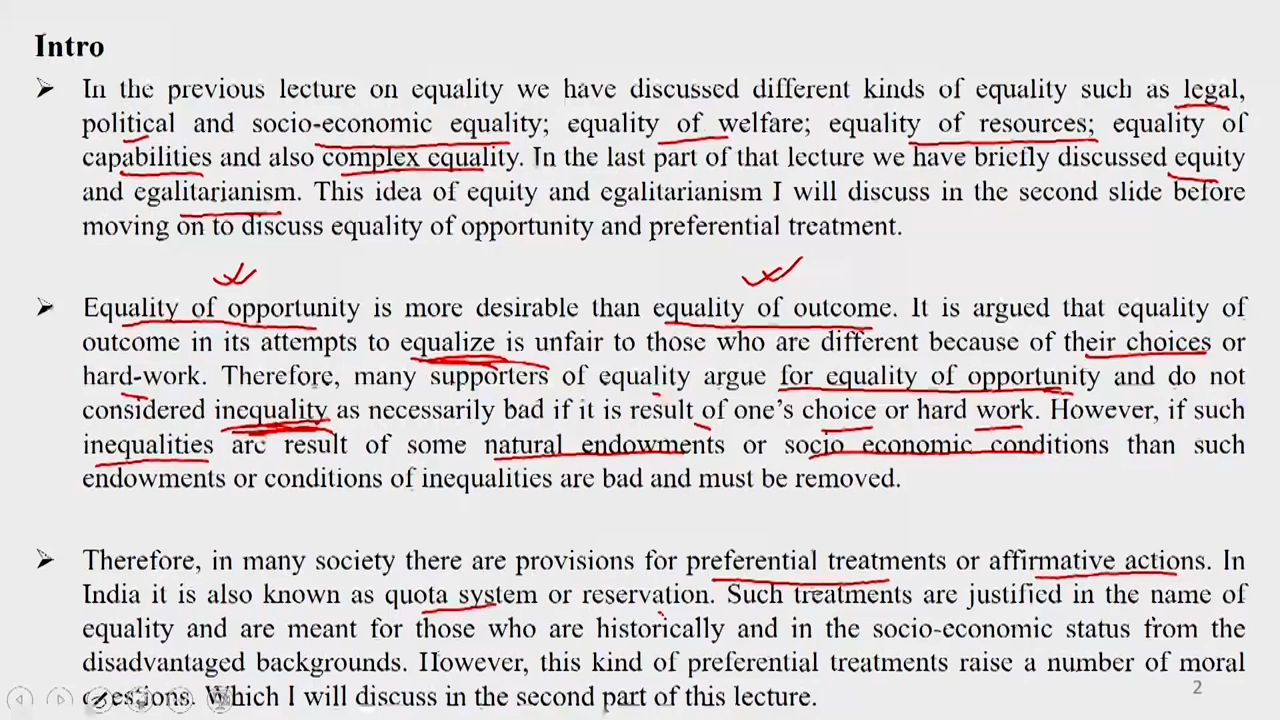 Intro
➢ In the previous lecture on equality we have discussed different kinds of equality such as legal,
political and socio-economic equality; equality of welfare; equality of resources; equality of
capabilities and also complex equality. In the last part of that lecture we have briefly discussed equity
and egalitarianism. This idea of equity and egalitarianism I will discuss in the second slide before
moving on to discuss equality of opportunity and preferential treatment.
➢ Equality of opportunity is more desirable than equality of outcome. It is argued that equality of
outcome in its attempts to equalize is unfair to those who are different because of their choices or
hard-work. Therefore, many supporters of equality argue for equality of opportunity and do not
considered inequality as necessarily bad if it is result of one's choice or hard work. However, if such
inequalities are result of some natural endowments or socio economic conditions than such
endowments or conditions of inequalities are bad and must be removed.
➢ Therefore, in many society there are provisions for preferential treatments or affirmative actions. In
India it is also known as quota system or reservation. Such treatments are justified in the name of
equality and are meant for those who are historically and in the socio-economic status from the
disadvantaged backgrounds. However, this kind of preferential treatments raise a number of moral
questions. Which I will discuss in the second part of this lecture.
2